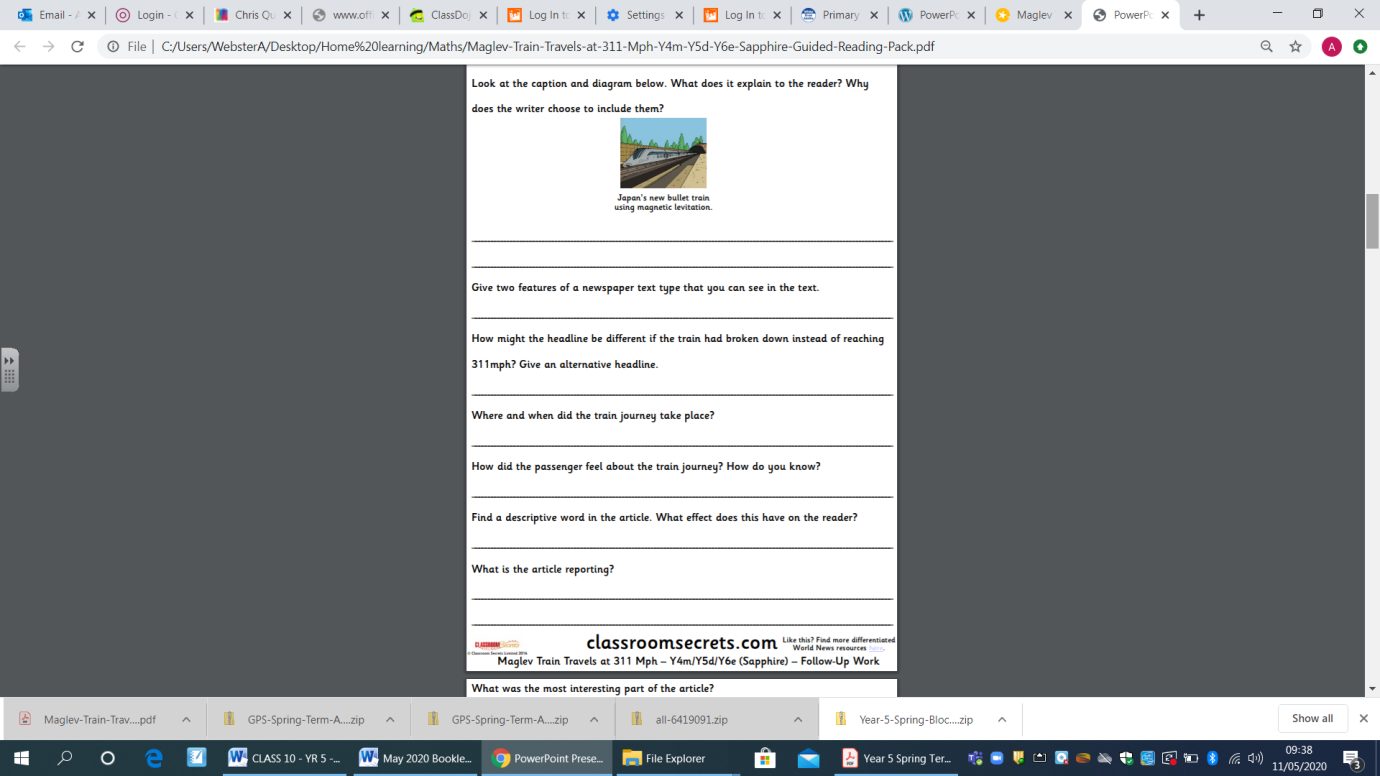 Email - A
Login - C
Chris Qu
www.off
ClassDoj
Log In to
Settings
Log In to
Primary
PowerPo
Maglev
PowerPo
File | C:/Users/WebsterA/Desktop/Home%20learning/Maths/Maglev-Train-Travels-at-311-Mph-Y4m-Y5d-Y6e-Sapphire-Guided-Reading-Pack.pdf
A
Look at the caption and diagram below. What does it explain to the reader? Why
does the writer choose to include them?
Japan's new bullet train
using magnetic levitation.
Give two features of a newspaper text type that you can see in the text.
How might the headline be different if the train had broken down instead of reaching
311mph? Give an alternative headline.
Where and when did the train journey take place?
How did the passenger feel about the train journey? How do you know?
Find a descriptive word in the article. What effect does this have on the reader?
What is the article reporting?
© Classroom Secrets Limited 2016
classroomsecrets.com
Like this? Find more differentiated
World News resources here.
Maglev Train Travels at 311 Mph – Y4m/Y5d/Y6e (Sapphire) – Follow-Up Work
What was the most interesting part of the article?
Maglev-Train-Trav....pdf
GPS-Spring-Term-A....zip
GPS-Spring-Term-A....zip
all-6419091.zip
Year-5-Spring-Bloc....zip
Show all
CLASS 10 - YR 5 -...
May 2020 Bookle...
PowerPoint Prese...
File Explorer
Year 5 Spring Ter...
09:38
11/05/2020
3